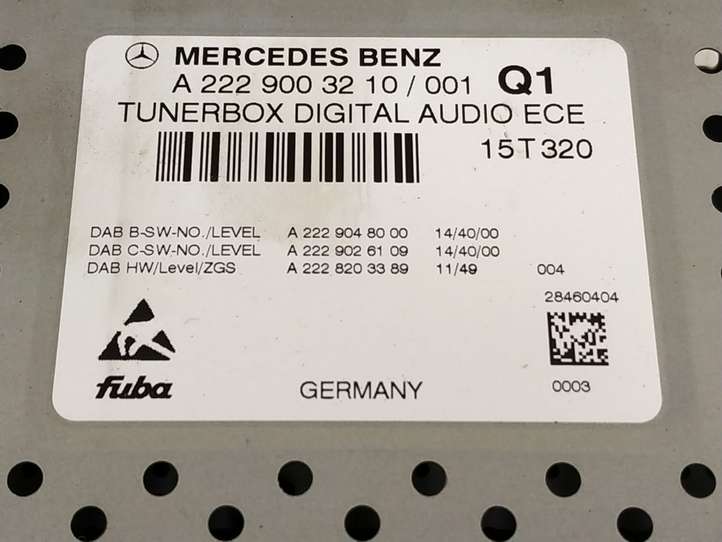 MERCEDES BENZ
A 222 900 32 10 / 001 Q1
TUNERBOX DIGITAL AUDIO ECE
15T320
DAB B-SW-NO./LEVEL A 222 904 80 00 14/40/00
DAB C-SW-NO./LEVEL A 222 902 61 09 14/40/00
DAB HW/Level/ZGS A 222 820 33 89 11/49 004
28460404
fuba GERMANY 0003